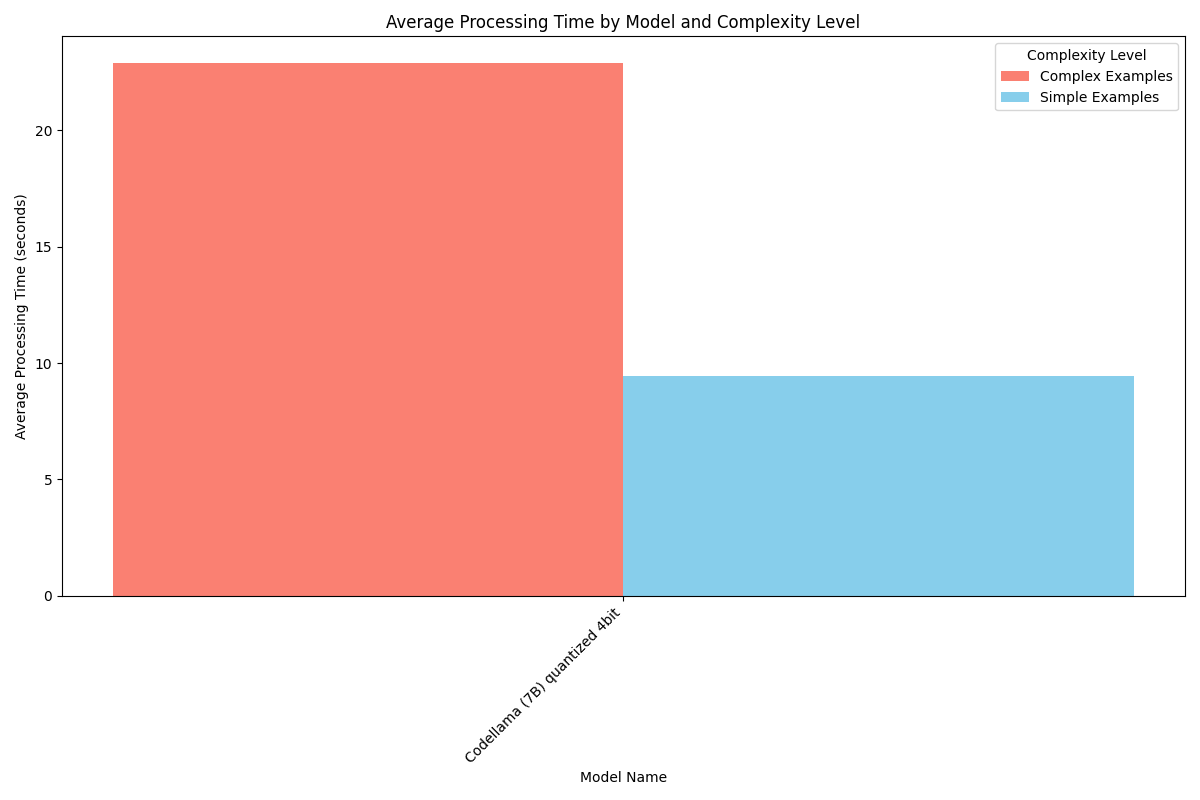 Average Processing Time by Model and Complexity Level
Complexity Level
Complex Examples
Simple Examples
Average Processing Time (seconds)
20
15
10
5
0
Codellama (7B) quantized 4bit
Model Name